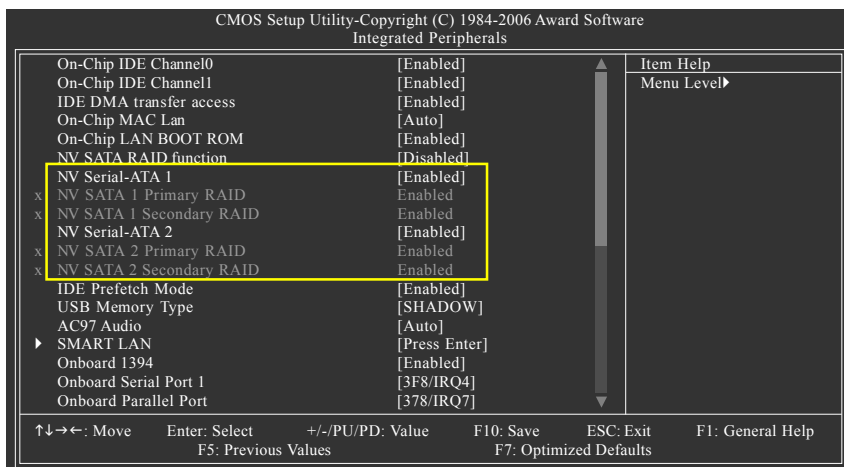 CMOS Setup Utility-Copyright (C) 1984-2006 Award Software
Integrated Peripherals
On-Chip IDE Channel0 [Enabled]
On-Chip IDE Channel1 [Enabled]
IDE DMA transfer access [Enabled]
On-Chip MAC Lan [Auto]
On-Chip LAN BOOT ROM [Enabled]
NV SATA RAID function [Disabled]
NV Serial-ATA 1 [Enabled]
x NV SATA 1 Primary RAID Enabled
x NV SATA 1 Secondary RAID Enabled
NV Serial-ATA 2 [Enabled]
x NV SATA 2 Primary RAID Enabled
x NV SATA 2 Secondary RAID Enabled
IDE Prefetch Mode [Enabled]
USB Memory Type [SHADOW]
AC97 Audio [Auto]
▶ SMART LAN [Press Enter]
Onboard 1394 [Enabled]
Onboard Serial Port 1 [3F8/IRQ4]
Onboard Parallel Port [378/IRQ7]
Item Help
Menu Level▶
↑↓→←: Move Enter: Select +/-/PU/PD: Value F10: Save ESC: Exit F1: General Help
F5: Previous Values F7: Optimized Defaults